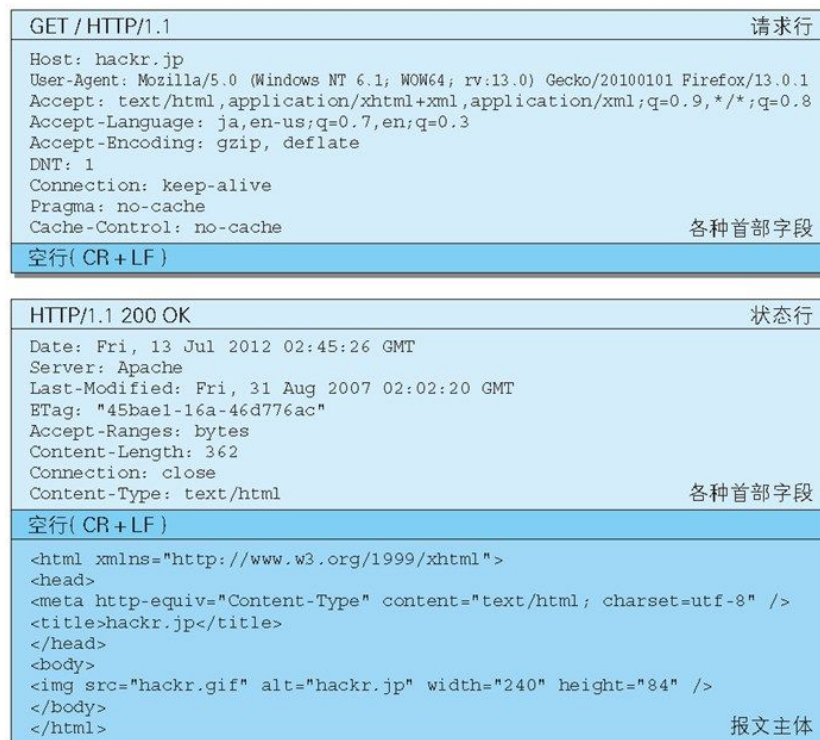 GET / HTTP/1.1 请求行
Host: hackr.jp
User-Agent: Mozilla/5.0 (Windows NT 6.1; WOW64; rv:13.0) Gecko/20100101 Firefox/13.0.1
Accept: text/html,application/xhtml+xml,application/xml;q=0.9,*/*;q=0.8
Accept-Language: ja,en-us;q=0.7,en;q=0.3
Accept-Encoding: gzip, deflate
DNT: 1
Connection: keep-alive
Pragma: no-cache
Cache-Control: no-cache 各种首部字段
空行( CR + LF )
HTTP/1.1 200 OK 状态行
Date: Fri, 13 Jul 2012 02:45:26 GMT
Server: Apache
Last-Modified: Fri, 31 Aug 2007 02:02:20 GMT
ETag: "45bae1-16a-46d776ac"
Accept-Ranges: bytes
Content-Length: 362
Connection: close
Content-Type: text/html 各种首部字段
空行( CR + LF )
<html xmlns="http://www.w3.org/1999/xhtml">
<head>
<meta http-equiv="Content-Type" content="text/html; charset=utf-8" />
<title>hackr.jp</title>
</head>
<body>
<img src="hackr.gif" alt="hackr.jp" width="240" height="84" />
</body>
</html> 报文主体